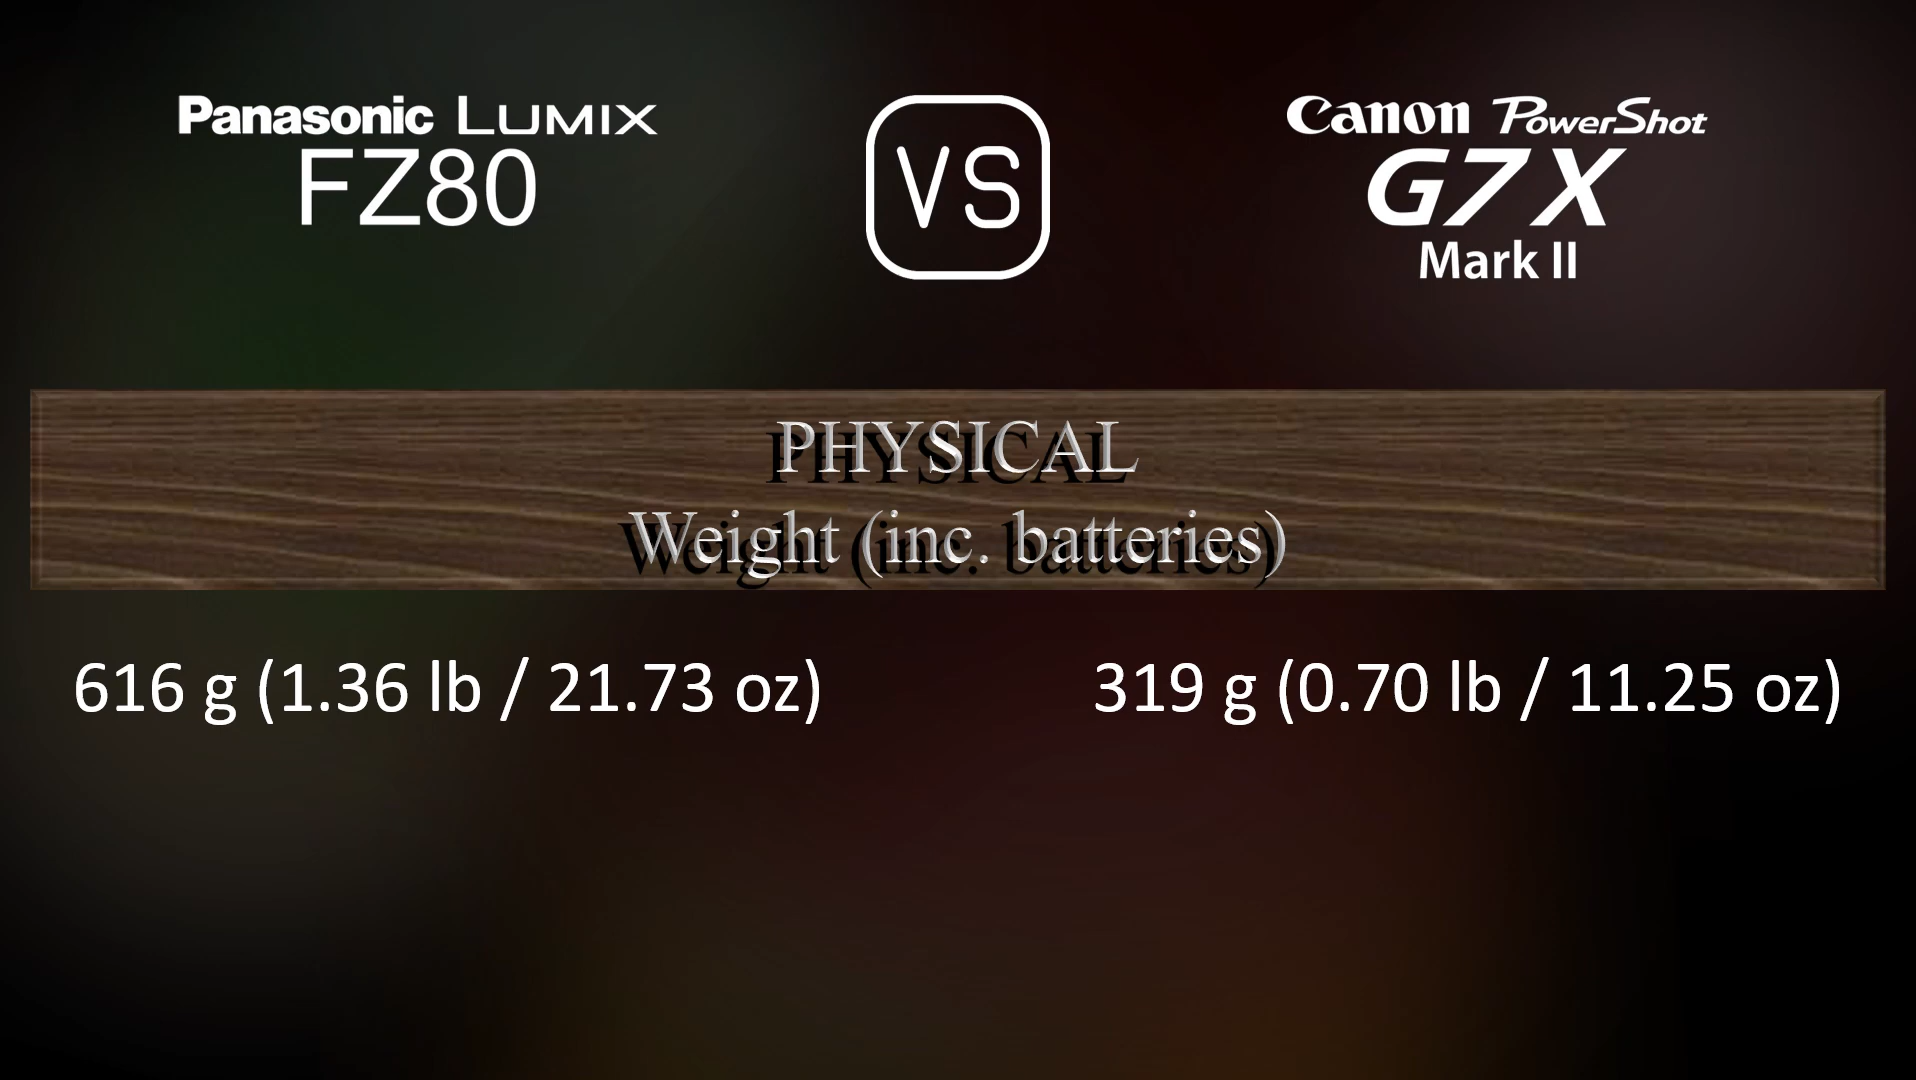 Panasonic LUMIX
FZ80
VS
Canon PowerShot
G7 X
Mark II
PHYSICAL
Weight (inc. batteries)
616 g (1.36 lb / 21.73 oz)
319 g (0.70 lb / 11.25 oz)